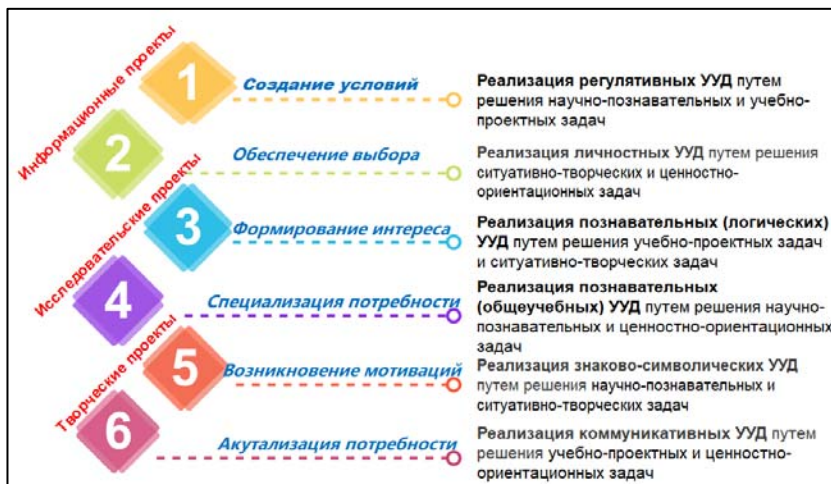 Информационные проекты
1
Создание условий
Реализация регулятивных УУД путем
решения научно-познавательных и учебно-
проектных задач
2
Обеспечение выбора
Реализация личностных УУД путем решения
ситуативно-творческих и ценностно-
ориентационных задач
Исследовательские проекты
3
Формирование интереса
Реализация познавательных (логических)
УУД путем решения учебно-проектных задач
и ситуативно-творческих задач
4
Специализация потребности
Реализация познавательных
(общеучебных) УУД путем решения научно-
познавательных и ценностно-ориентационных
задач
Творческие проекты
5
Возникновение мотиваций
Реализация знаково-символических УУД
путем решения научно-познавательных и
ситуативно-творческих задач
6
Акутализация потребности
Реализация коммуникативных УУД путем
решения учебно-проектных и ценностно-
ориентационных задач